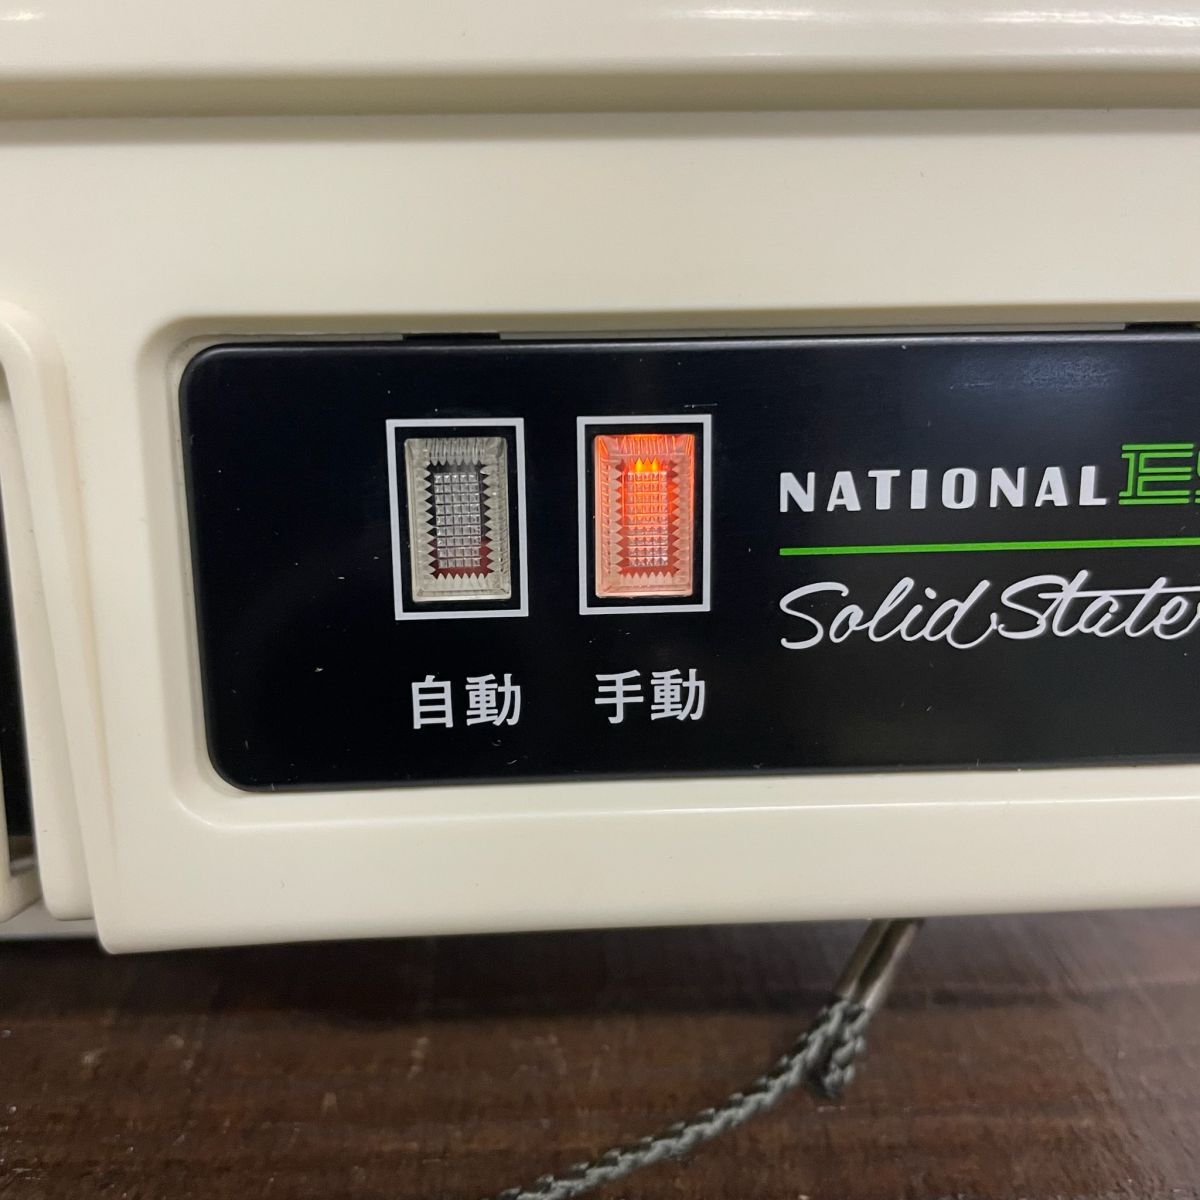 自動
手動
NATIONAL
Solid State